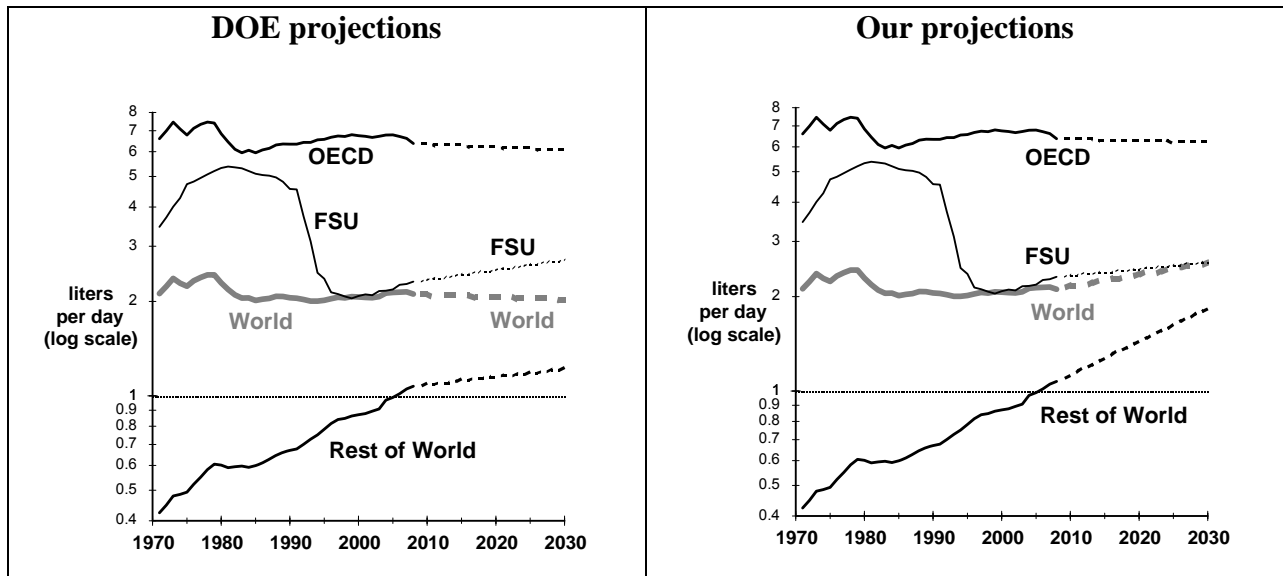 DOE projections
8
7
6
5
4
3
2
1
0.9
0.8
0.7
0.6
0.5
0.4
liters
per day
(log scale)
OECD
FSU
FSU
World
World
Rest of World
1970 1980 1990 2000 2010 2020 2030
Our projections
8
7
6
5
4
3
2
1
0.9
0.8
0.7
0.6
0.5
0.4
liters
per day
(log scale)
OECD
FSU
World
Rest of World
1970 1980 1990 2000 2010 2020 2030